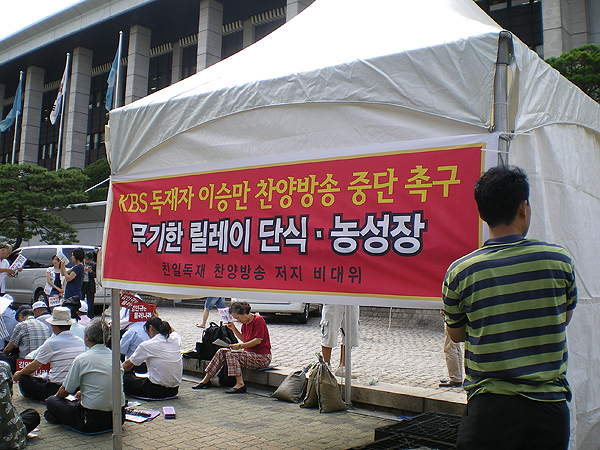 KBS 독재자 이승만 찬양방송 중단 촉구
무기한 릴레이 단식·농성장
친일독재 찬양방송 저지 비대위